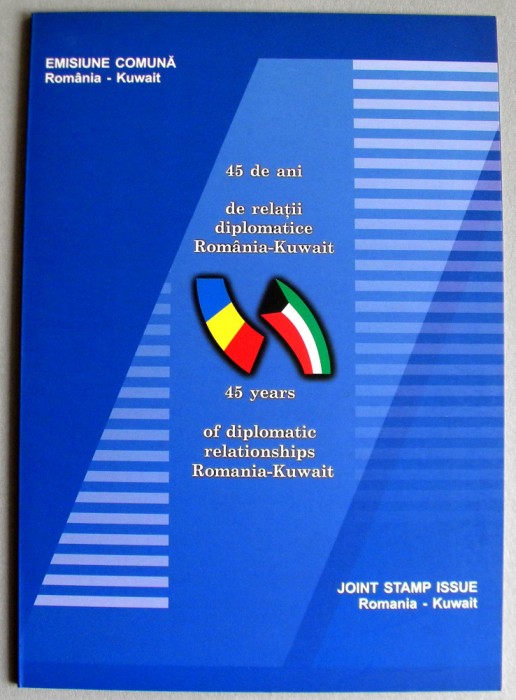 EMISIUNE COMUNĂ
România - Kuwait
45 de ani
de relații
diplomatice
România-Kuwait
45 years
of diplomatic
relationships
Romania-Kuwait
JOINT STAMP ISSUE
Romania - Kuwait